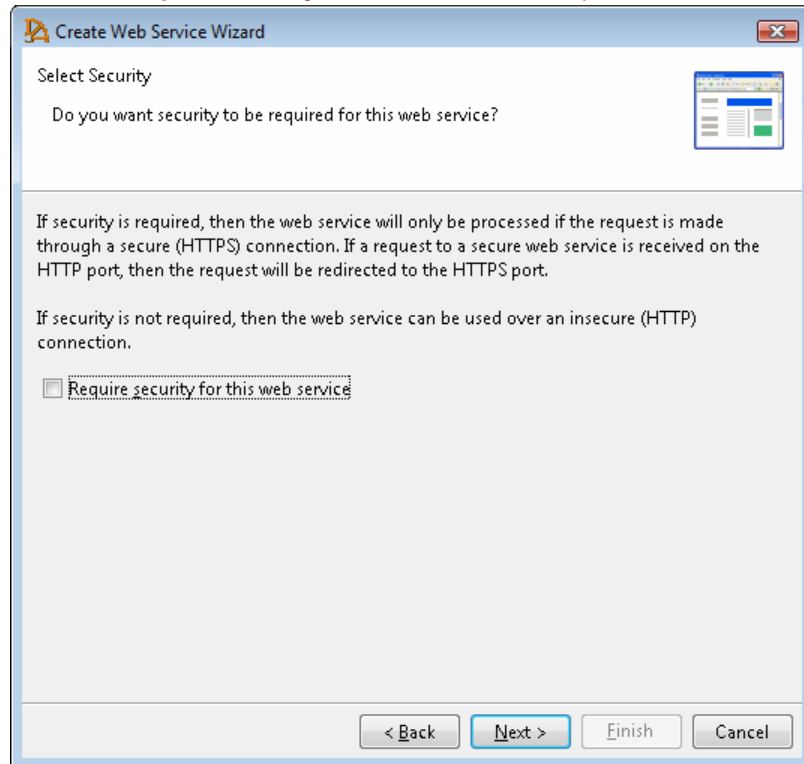 Create Web Service Wizard
Select Security
Do you want security to be required for this web service?
If security is required, then the web service will only be processed if the request is made
through a secure (HTTPS) connection. If a request to a secure web service is received on the
HTTP port, then the request will be redirected to the HTTPS port.
If security is not required, then the web service can be used over an insecure (HTTP)
connection.
Require security for this web service
< Back Next > Finish Cancel